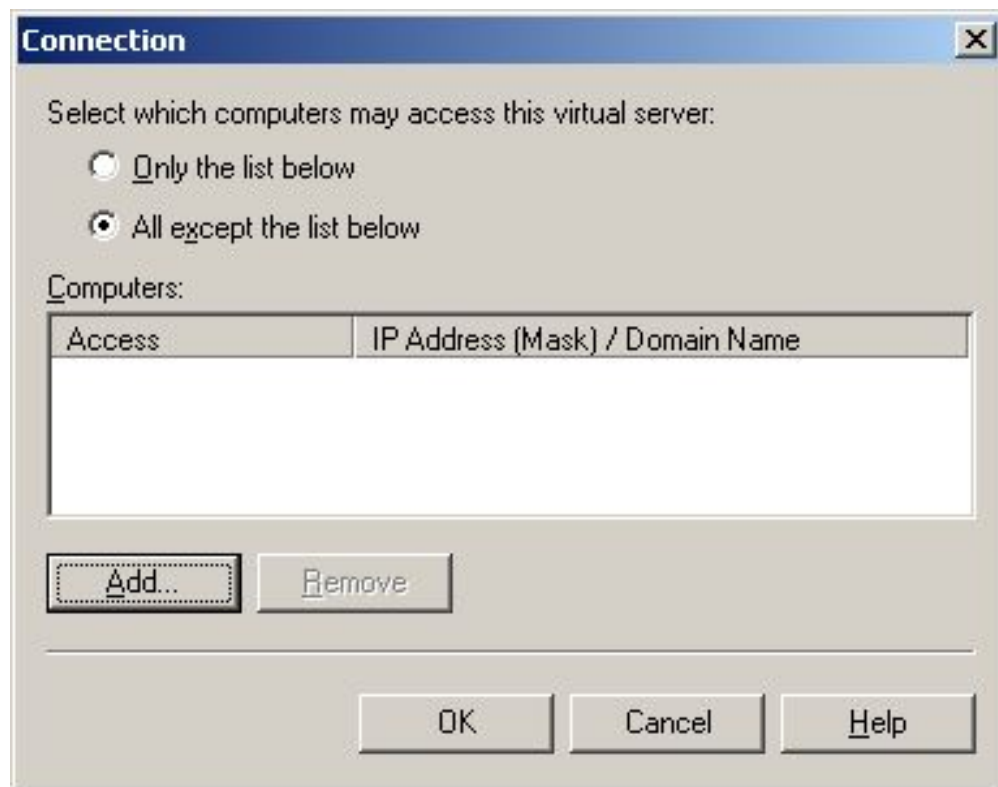 Connection
Select which computers may access this virtual server:
Only the list below
All except the list below
Computers:
Access IP Address (Mask) / Domain Name
Add... Remove
OK Cancel Help